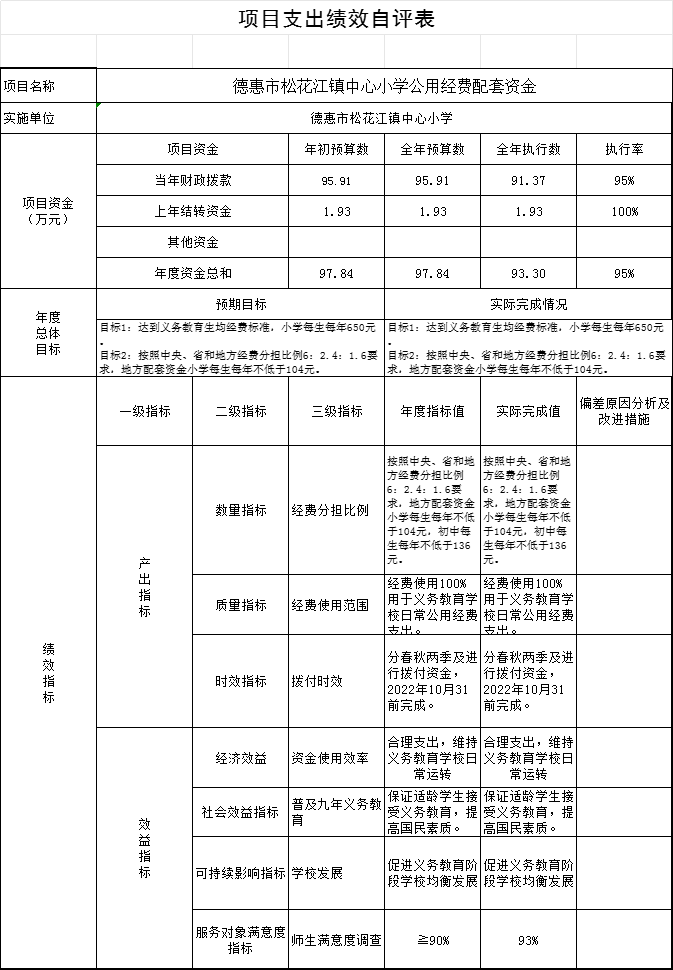 项目支出绩效自评表
项目名称
德惠市松花江镇中心小学公用经费配套资金
实施单位
德惠市松花江镇中心小学
项目资金
（万元）
项目资金
年初预算数
全年预算数
全年执行数
执行率
当年财政拨款
95.91
95.91
91.37
95%
上年结转资金
1.93
1.93
1.93
100%
其他资金
年度资金总和
97.84
97.84
93.30
95%
年度
总体
目标
预期目标
实际完成情况
目标1：达到义务教育生均经费标准，小学每生每年650元
。
目标2：按照中央、省和地方经费分担比例6：2.4：1.6要
求，地方配套资金小学每生每年不低于104元。
目标1：达到义务教育生均经费标准，小学每生每年650元
。
目标2：按照中央、省和地方经费分担比例6：2.4：1.6要
求，地方配套资金小学每生每年不低于104元。
绩
效
指
标
一级指标
二级指标
三级指标
年度指标值
实际完成值
偏差原因分析及
改进措施
产
出
指
标
数量指标
经费分担比例
按照中央、省和地
方经费分担比例
6：2.4：1.6要
求，地方配套资金
小学每生每年不低
于104元，初中每
生每年不低于136
元。
按照中央、省和地
方经费分担比例
6：2.4：1.6要
求，地方配套资金
小学每生每年不低
于104元，初中每
生每年不低于136
元。
质量指标
经费使用范围
经费使用100%
用于义务教育学
校日常公用经费
支出。
经费使用100%
用于义务教育学
校日常公用经费
支出。
时效指标
拨付时效
分春秋两季及进
行拨付资金，
2022年10月31
前完成。
分春秋两季及进
行拨付资金，
2022年10月31
前完成。
效
益
指
标
经济效益
资金使用效率
合理支出，维持
义务教育学校日
常运转
合理支出，维持
义务教育学校日
常运转
社会效益指标
普及九年义务教
育
保证适龄学生接
受义务教育，提
高国民素质。
保证适龄学生接
受义务教育，提
高国民素质。
可持续影响指标
学校发展
促进义务教育阶
段学校均衡发展
促进义务教育阶
段学校均衡发展
服务对象满意度
指标
师生满意度调查
≧90%
93%